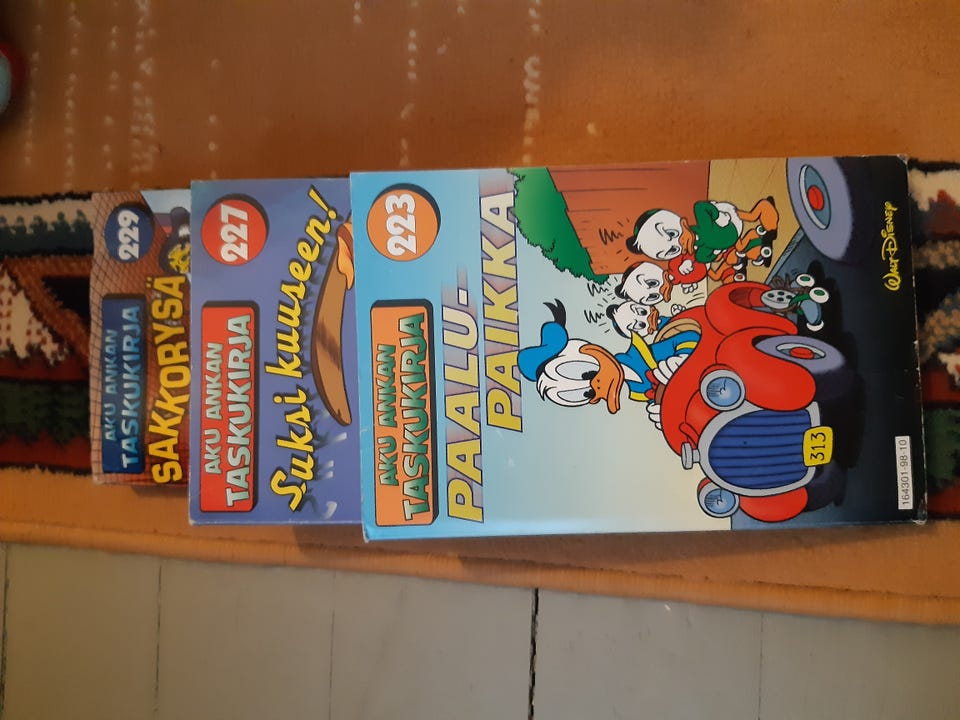 AKU ANKAN
TASKUKIRJA
229
SAKKORYSÄ
AKU ANKAN
TASKUKIRJA
227
Suksi kuuseen!
AKU ANKAN
TASKUKIRJA
223
PAALU-
PAIKKA
313
164301-98-10
WALT DISNEY